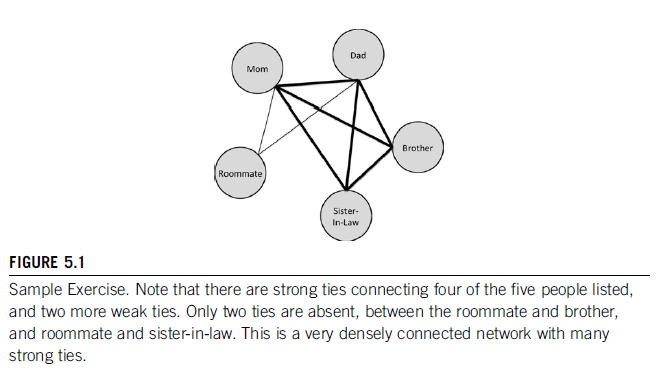 Mom
Dad
Brother
Roommate
Sister-
In-Law
FIGURE 5.1
Sample Exercise. Note that there are strong ties connecting four of the five people listed,
and two more weak ties. Only two ties are absent, between the roommate and brother,
and roommate and sister-in-law. This is a very densely connected network with many
strong ties.